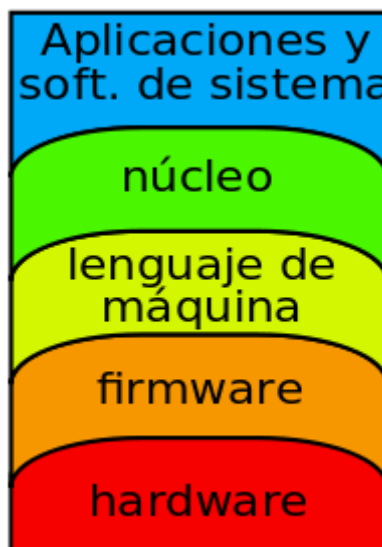 Aplicaciones y
soft. de sistema
núcleo
lenguaje de
máquina
firmware
hardware